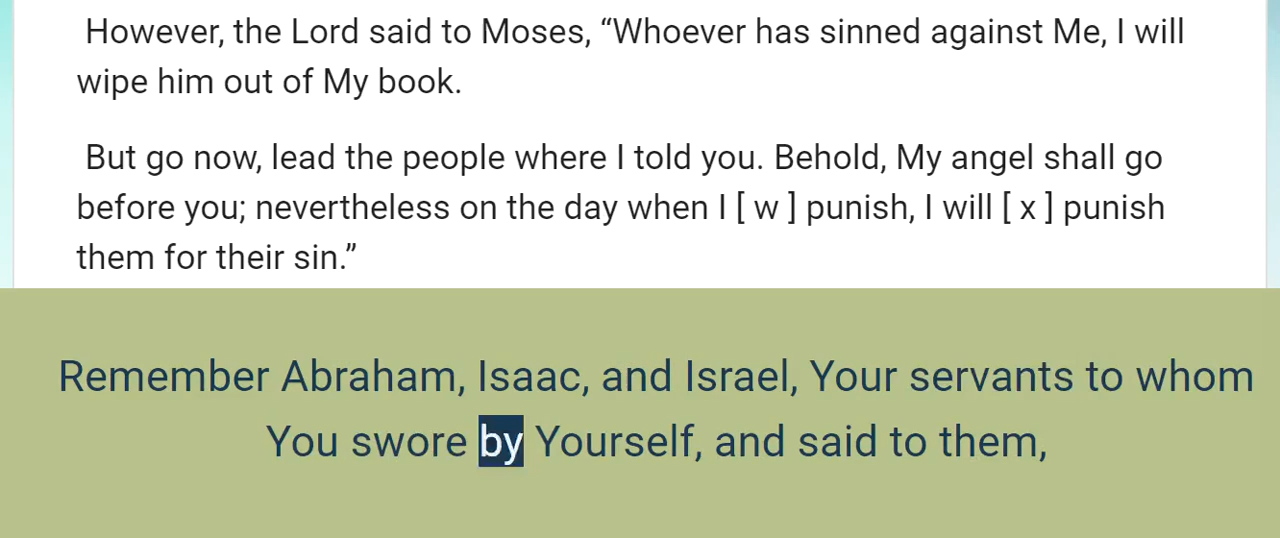 However, the Lord said to Moses, “Whoever has sinned against Me, I will
wipe him out of My book.
But go now, lead the people where I told you. Behold, My angel shall go
before you; nevertheless on the day when I [ w ] punish, I will [ x ] punish
them for their sin.”
Remember Abraham, Isaac, and Israel, Your servants to whom
You swore by Yourself, and said to them,